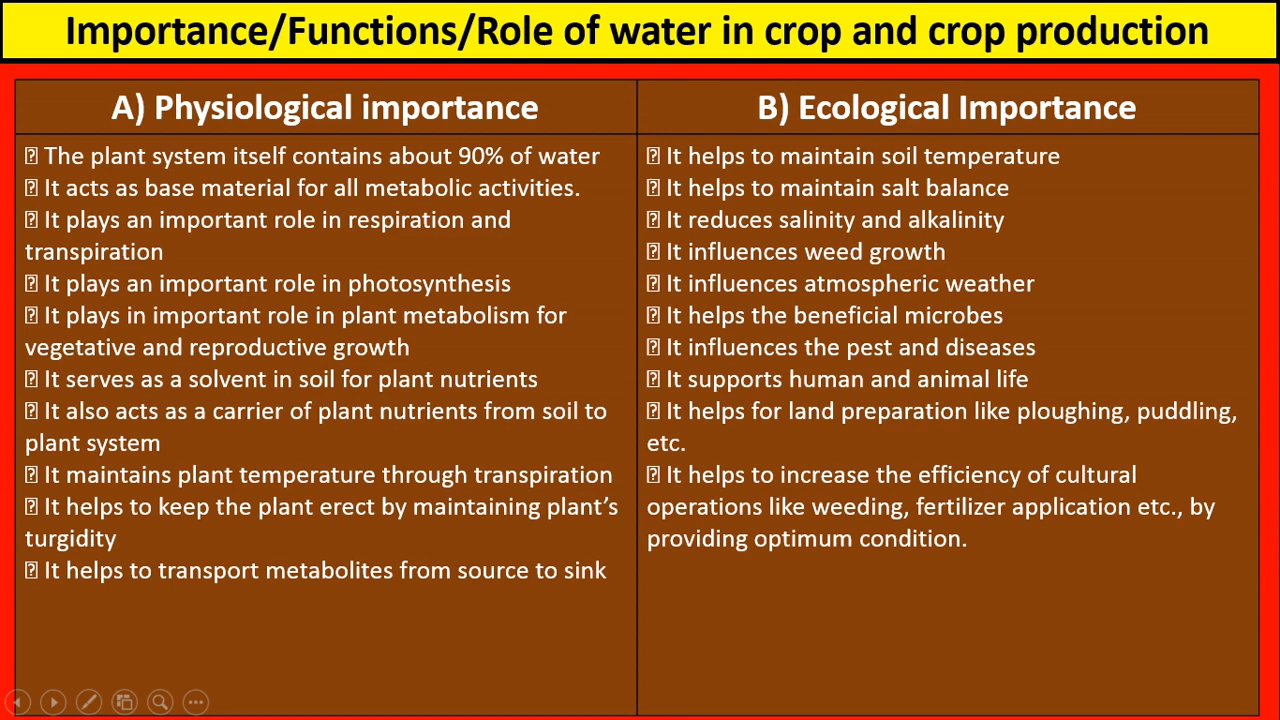 Importance/Functions/Role of water in crop and crop production
A) Physiological importance
⍰ The plant system itself contains about 90% of water
⍰ It acts as base material for all metabolic activities.
⍰ It plays an important role in respiration and
transpiration
⍰ It plays an important role in photosynthesis
⍰ It plays in important role in plant metabolism for
vegetative and reproductive growth
⍰ It serves as a solvent in soil for plant nutrients
⍰ It also acts as a carrier of plant nutrients from soil to
plant system
⍰ It maintains plant temperature through transpiration
⍰ It helps to keep the plant erect by maintaining plant’s
turgidity
⍰ It helps to transport metabolites from source to sink
B) Ecological Importance
⍰ It helps to maintain soil temperature
⍰ It helps to maintain salt balance
⍰ It reduces salinity and alkalinity
⍰ It influences weed growth
⍰ It influences atmospheric weather
⍰ It helps the beneficial microbes
⍰ It influences the pest and diseases
⍰ It supports human and animal life
⍰ It helps for land preparation like ploughing, puddling,
etc.
⍰ It helps to increase the efficiency of cultural
operations like weeding, fertilizer application etc., by
providing optimum condition.